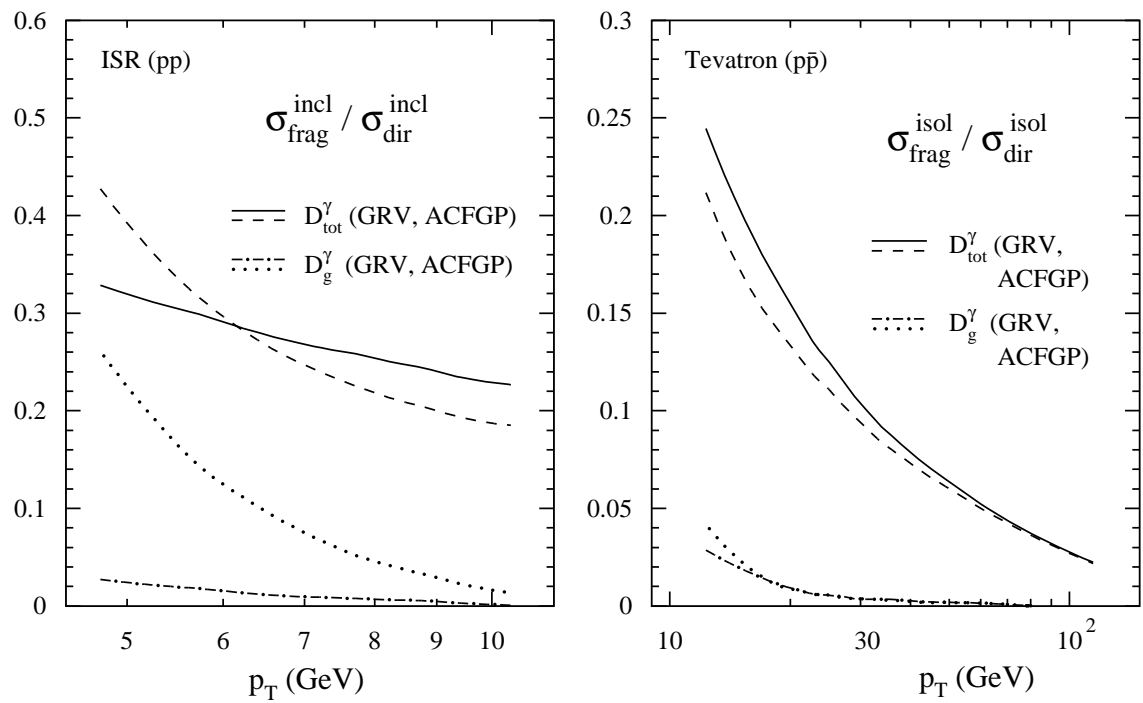 ISR (pp)
σ_frag^incl / σ_dir^incl
D_tot^γ (GRV, ACFGP)
D_g^γ (GRV, ACFGP)
0.6
0.5
0.4
0.3
0.2
0.1
0
5 6 7 8 9 10
p_T (GeV)
Tevatron (pp̄)
σ_frag^isol / σ_dir^isol
D_tot^γ (GRV,
ACFGP)
D_g^γ (GRV,
ACFGP)
0.3
0.25
0.2
0.15
0.1
0.05
0
10 30 10²
p_T (GeV)